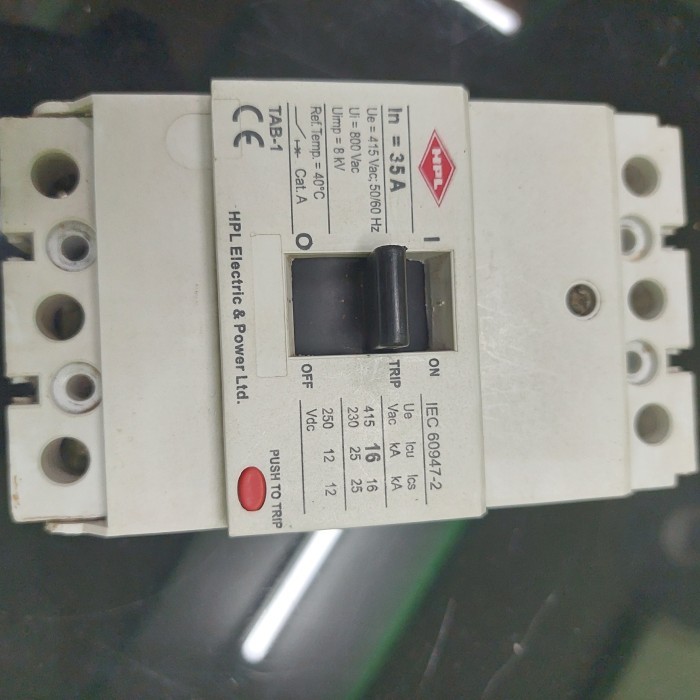 HPL
In = 35A
Ue = 415 Vac; 50/60 Hz
Ui = 800 Vac
Uimp = 8 kV
Ref. Temp. = 40°C
Cat. A
TAB-1
CE
I
O
ON
TRIP
OFF
IEC 60947-2
Ue Icu Ics
Vac kA kA
415 16 16
230 25 25
250 12 12
Vdc
PUSH TO TRIP
HPL Electric & Power Ltd.